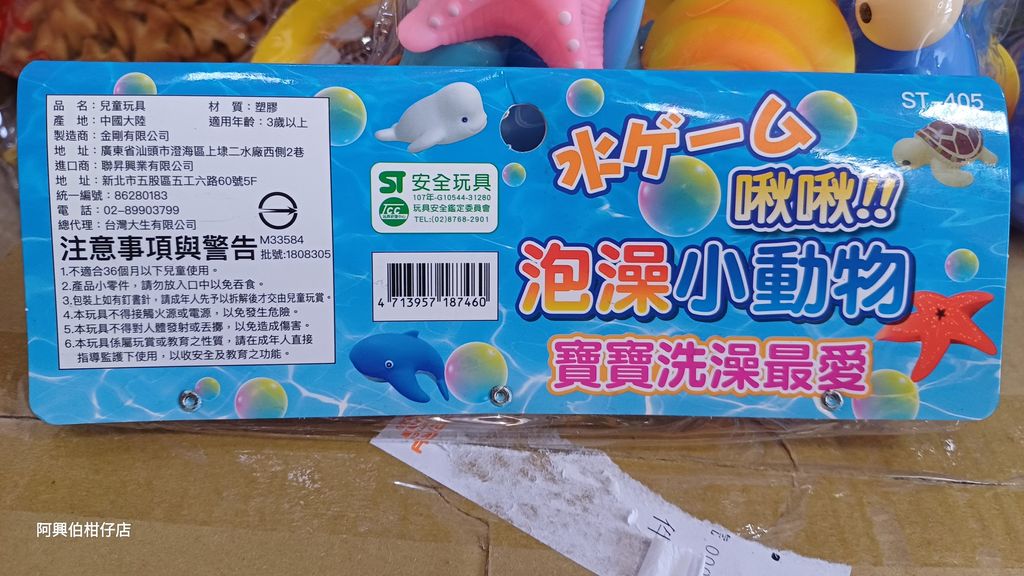 品　名：兒童玩具　材　質：塑膠
產　地：中國大陸　適用年齡：3歲以上
製造商：金剛有限公司
地　址：廣東省汕頭市澄海區上埭二水廠西側2巷
進口商：聯昇興業有限公司
地　址：新北市五股區五工六路60號5F
統一編號：86280183
電　話：02-89903799
總代理：台灣大生有限公司
M33584
注意事項與警告 批號:1808305
1.不適合36個月以下兒童使用。
2.產品小零件，請勿放入口中以免吞食。
3.包裝上如有釘書針，請成年人先予以拆解後才交由兒童玩賞。
4.本玩具不得接觸火源或電源，以免發生危險。
5.本玩具不得對人體發射或丟擲，以免造成傷害。
6.本玩具係屬玩賞或教育之性質，請在成年人直接
指導監護下使用，以收安全及教育之功能。
ST 安全玩具
107年-G10544-31280
玩具安全鑑定委員會
TEL:(02)8768-2901
4 713957 187460
ST-405
水ゲーム
啾啾!!
泡澡小動物
寶寶洗澡最愛
阿興伯柑仔店